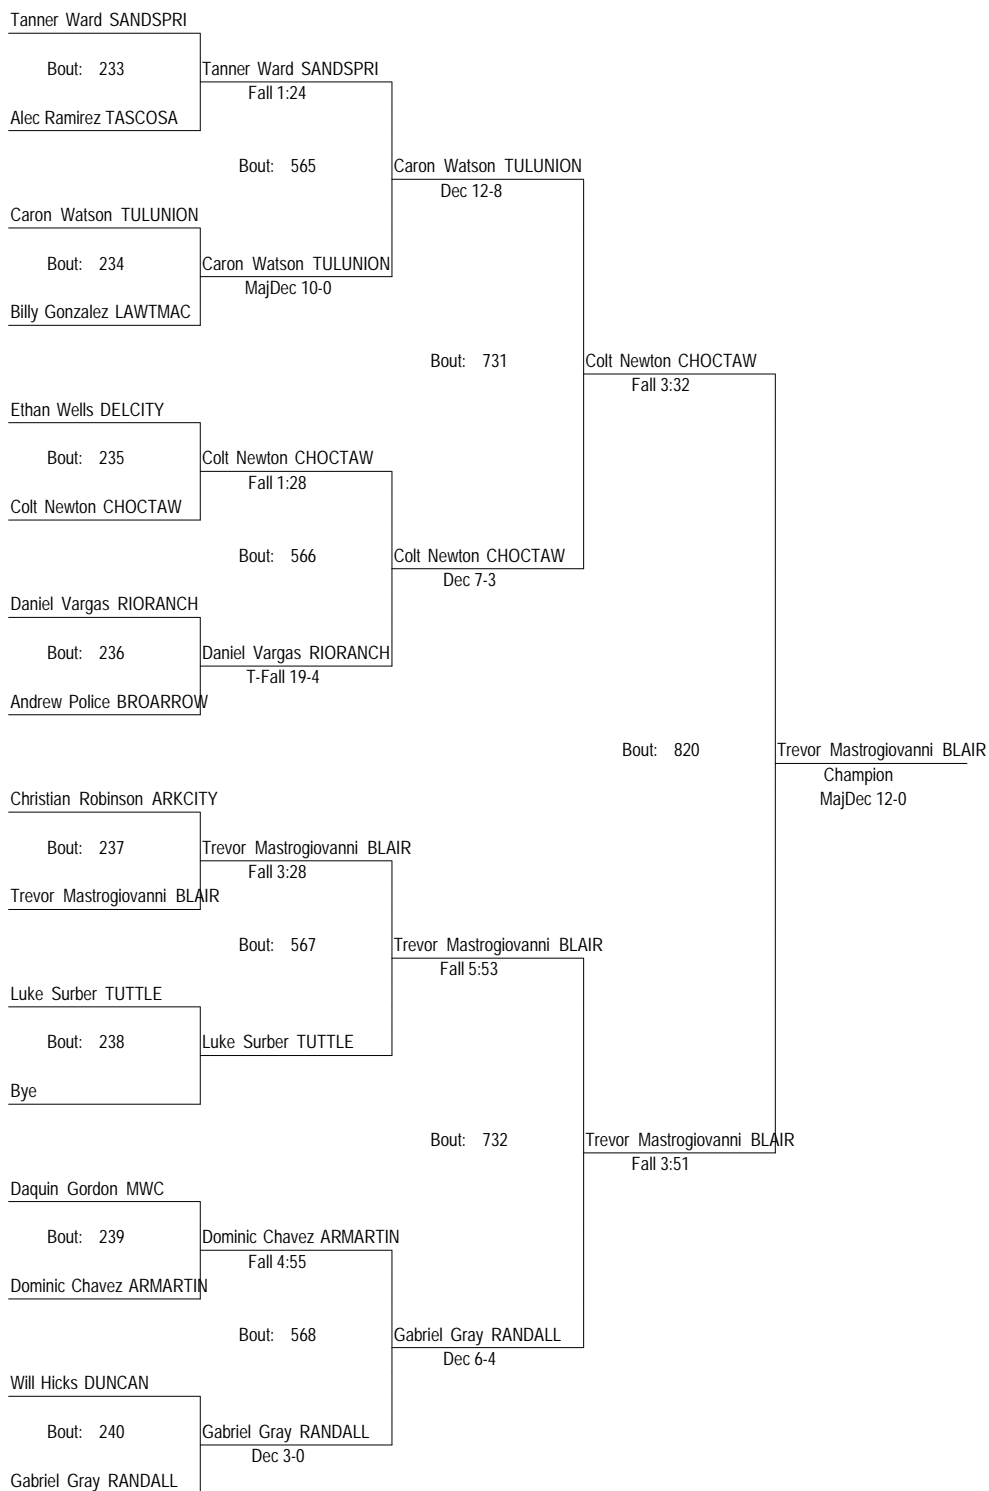 Tanner Ward SANDSPRI
Bout: 233
Tanner Ward SANDSPRI
Fall 1:24
Alec Ramirez TASCOSA
Bout: 565
Caron Watson TULUNION
Dec 12-8
Caron Watson TULUNION
Bout: 234
Caron Watson TULUNION
MajDec 10-0
Billy Gonzalez LAWTMAC
Bout: 731
Colt Newton CHOCTAW
Fall 3:32
Ethan Wells DELCITY
Bout: 235
Colt Newton CHOCTAW
Fall 1:28
Colt Newton CHOCTAW
Bout: 566
Colt Newton CHOCTAW
Dec 7-3
Daniel Vargas RIORANCH
Bout: 236
Daniel Vargas RIORANCH
T-Fall 19-4
Andrew Police BROARROW
Bout: 820
Trevor Mastrogiovanni BLAIR
Champion
MajDec 12-0
Christian Robinson ARKCITY
Bout: 237
Trevor Mastrogiovanni BLAIR
Fall 3:28
Trevor Mastrogiovanni BLAIR
Bout: 567
Trevor Mastrogiovanni BLAIR
Fall 5:53
Luke Surber TUTTLE
Bout: 238
Luke Surber TUTTLE
Bye
Bout: 732
Trevor Mastrogiovanni BLAIR
Fall 3:51
Daquin Gordon MWC
Bout: 239
Dominic Chavez ARMARTIN
Fall 4:55
Dominic Chavez ARMARTIN
Bout: 568
Gabriel Gray RANDALL
Dec 6-4
Will Hicks DUNCAN
Bout: 240
Gabriel Gray RANDALL
Dec 3-0
Gabriel Gray RANDALL